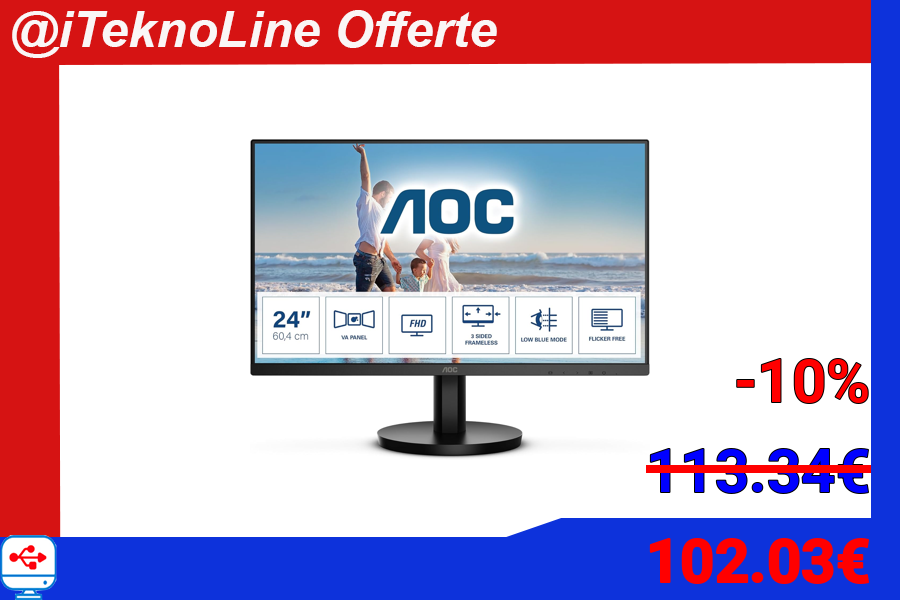 @iTeknoLine Offerte
AOC
24”
60,4 cm
VA PANEL
FHD
3 SIDED
FRAMELESS
LOW BLUE MODE
FLICKER FREE
AOC
-10%
113.34€
102.03€